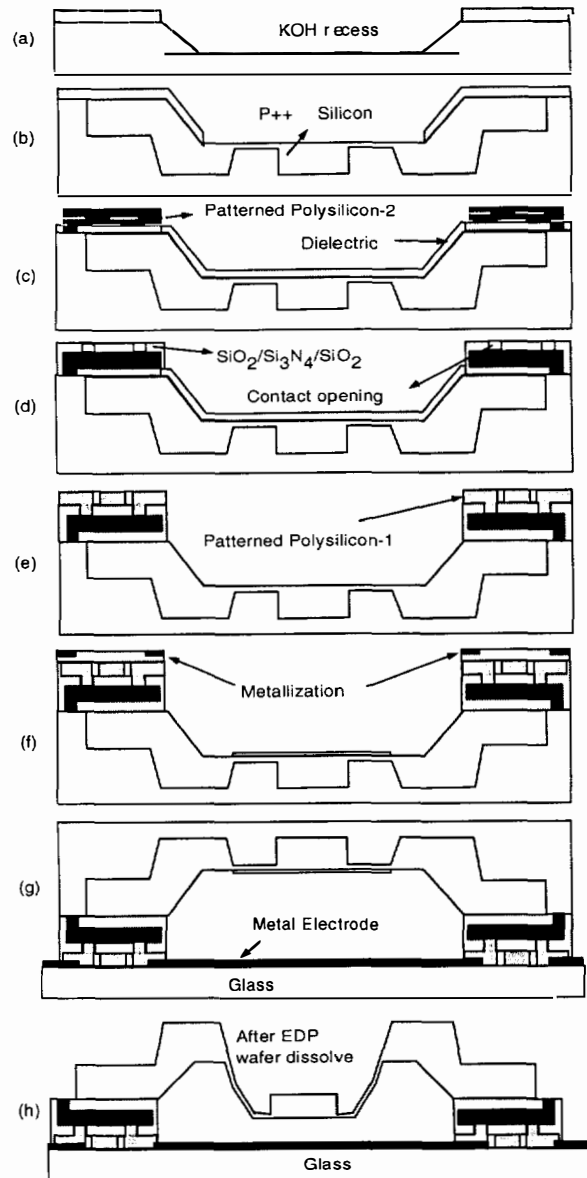 (a)
KOH recess
(b)
P++ Silicon
(c)
Patterned Polysilicon-2
Dielectric
(d)
SiO2/Si3N4/SiO2
Contact opening
(e)
Patterned Polysilicon-1
(f)
Metallization
(g)
Metal Electrode
Glass
(h)
After EDP
wafer dissolve
Glass